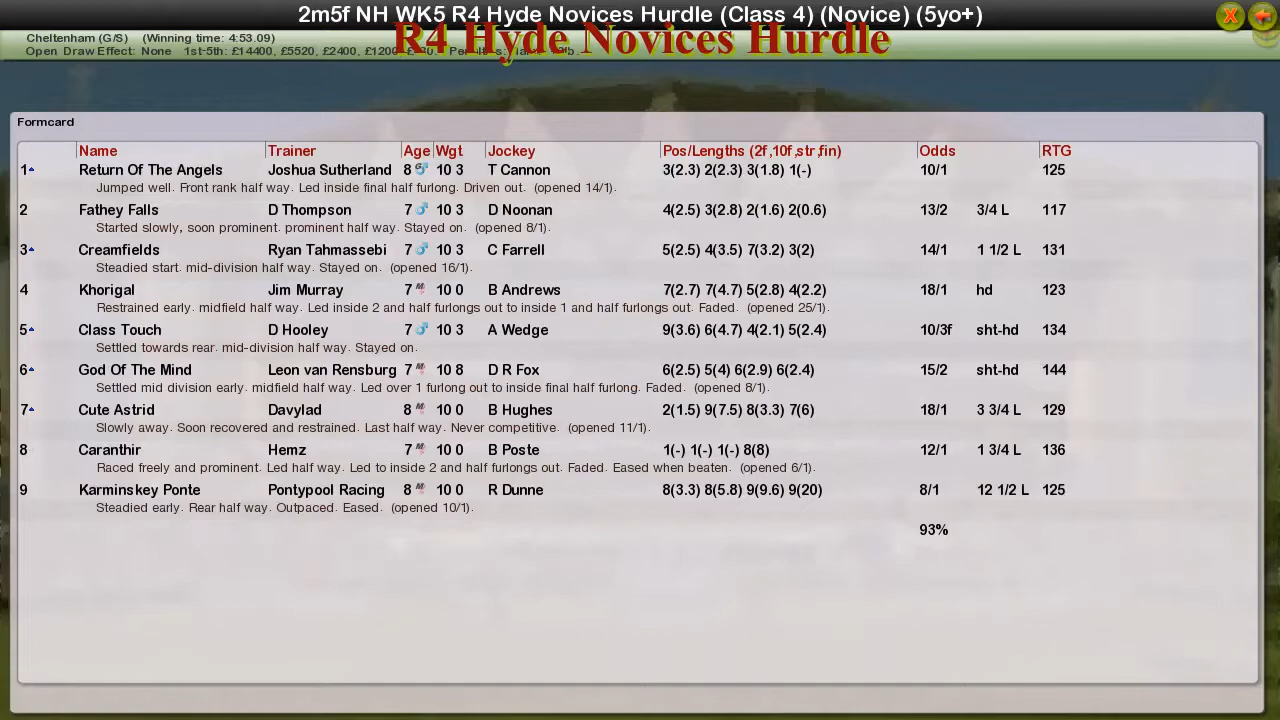 2m5f NH WK5 R4 Hyde Novices Hurdle (Class 4) (Novice) (5yo+)
R4 Hyde Novices Hurdle
Cheltenham (G/S) (Winning time: 4:53.09)
Open Draw Effect: None 1st-5th: £14400, £5520, £2400, £1200,
Formcard
Name Trainer Age Wgt Jockey Pos/Lengths (2f,10f,str,fin) Odds RTG
1 Return Of The Angels Joshua Sutherland 8 10 3 T Cannon 3(2.3) 2(2.3) 3(1.8) 1(-) 10/1 125
Jumped well. Front rank half way. Led inside final half furlong. Driven out. (opened 14/1).
2 Fathey Falls D Thompson 7 10 3 D Noonan 4(2.5) 3(2.8) 2(1.6) 2(0.6) 13/2 3/4 L 117
Started slowly, soon prominent. prominent half way. Stayed on. (opened 8/1).
3 Creamfields Ryan Tahmassebi 7 10 3 C Farrell 5(2.5) 4(3.5) 7(3.2) 3(2) 14/1 1 1/2 L 131
Steadied start. mid-division half way. Stayed on. (opened 16/1).
4 Khorigal Jim Murray 7 10 0 B Andrews 7(2.7) 7(4.7) 5(2.8) 4(2.2) 18/1 hd 123
Restrained early. midfield half way. Led inside 2 and half furlongs out to inside 1 and half furlongs out. Faded. (opened 25/1).
5 Class Touch D Hooley 7 10 3 A Wedge 9(3.6) 6(4.7) 4(2.1) 5(2.4) 10/3f sht-hd 134
Settled towards rear. mid-division half way. Stayed on.
6 God Of The Mind Leon van Rensburg 7 10 8 D R Fox 6(2.5) 5(4) 6(2.9) 6(2.4) 15/2 sht-hd 144
Settled mid division early. midfield half way. Led over 1 furlong out to inside final half furlong. Faded. (opened 8/1).
7 Cute Astrid Davylad 8 10 0 B Hughes 2(1.5) 9(7.5) 8(3.3) 7(6) 18/1 3 3/4 L 129
Slowly away. Soon recovered and restrained. Last half way. Never competitive. (opened 11/1).
8 Caranthir Hemz 7 10 0 B Poste 1(-) 1(-) 1(-) 8(8) 12/1 1 3/4 L 136
Raced freely and prominent. Led half way. Led to inside 2 and half furlongs out. Faded. Eased when beaten. (opened 6/1).
9 Karminskey Ponte Pontypool Racing 8 10 0 R Dunne 8(3.3) 8(5.8) 9(9.6) 9(20) 8/1 12 1/2 L 125
Steadied early. Rear half way. Outpaced. Eased. (opened 10/1).
93%